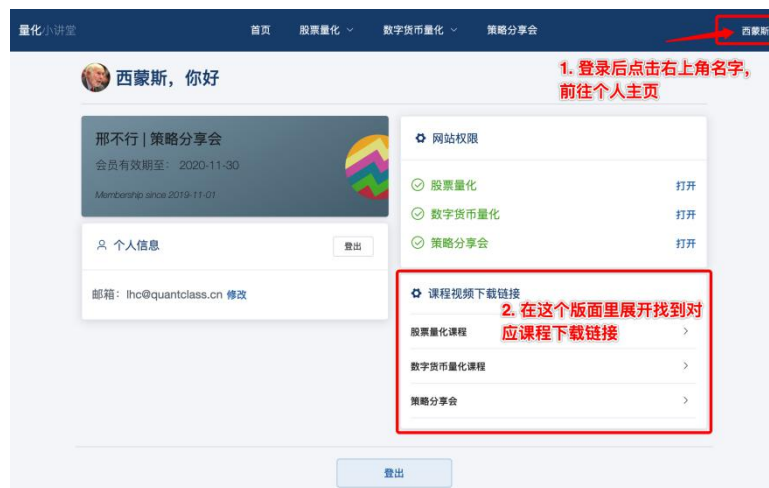 量化小讲堂 首页 股票量化 数字货币量化 策略分享会 西蒙斯
西蒙斯，你好
1. 登录后点击右上角名字，
前往个人主页
邢不行 | 策略分享会
会员有效期至： 2020-11-30
Membership since 2019-11-01
网站权限
股票量化 打开
数字货币量化 打开
策略分享会 打开
个人信息 登出
邮箱： lhc@quantclass.cn 修改
课程视频下载链接
2. 在这个版面里展开找到对
应课程下载链接
股票量化课程
数字货币量化课程
策略分享会
登出